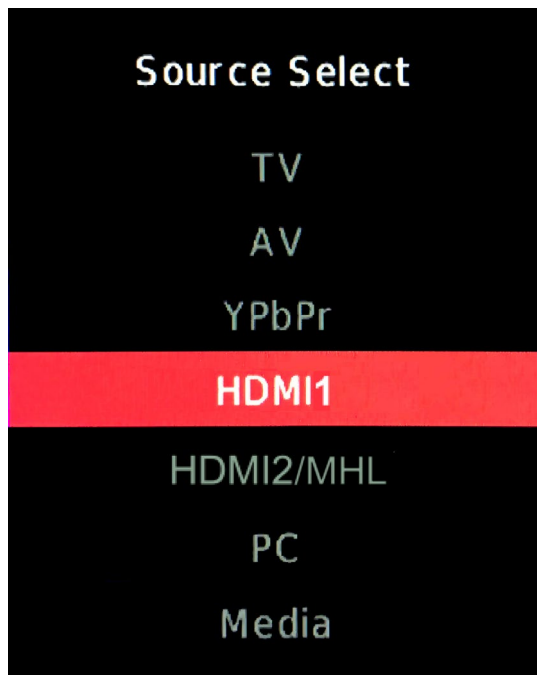 Source Select
TV
AV
YPbPr
HDMI1
HDMI2/MHL
PC
Media